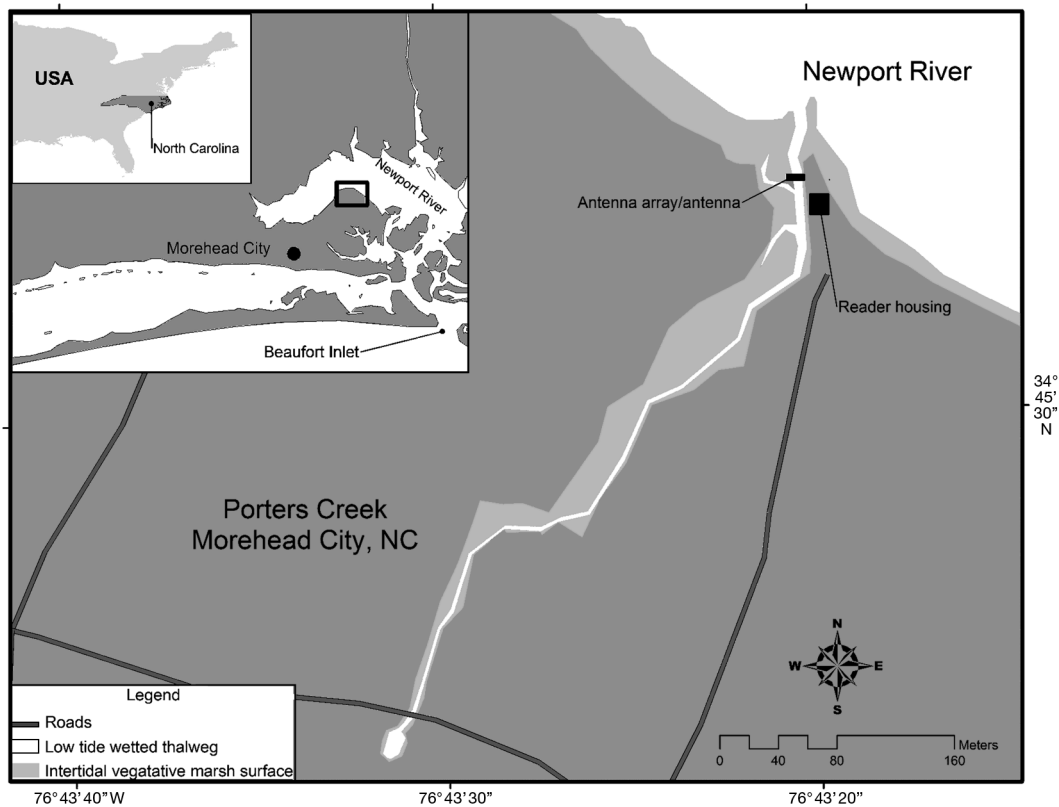 USA
North Carolina
Newport River
Morehead City
Beaufort Inlet
Newport River
Antenna array/antenna
Reader housing
34°
45'
30"
N
Porters Creek
Morehead City, NC
N
W E
S
Legend
Roads
Low tide wetted thalweg
Intertidal vegatative marsh surface
Meters
0 40 80 160
76°43'40"W 76°43'30" 76°43'20"